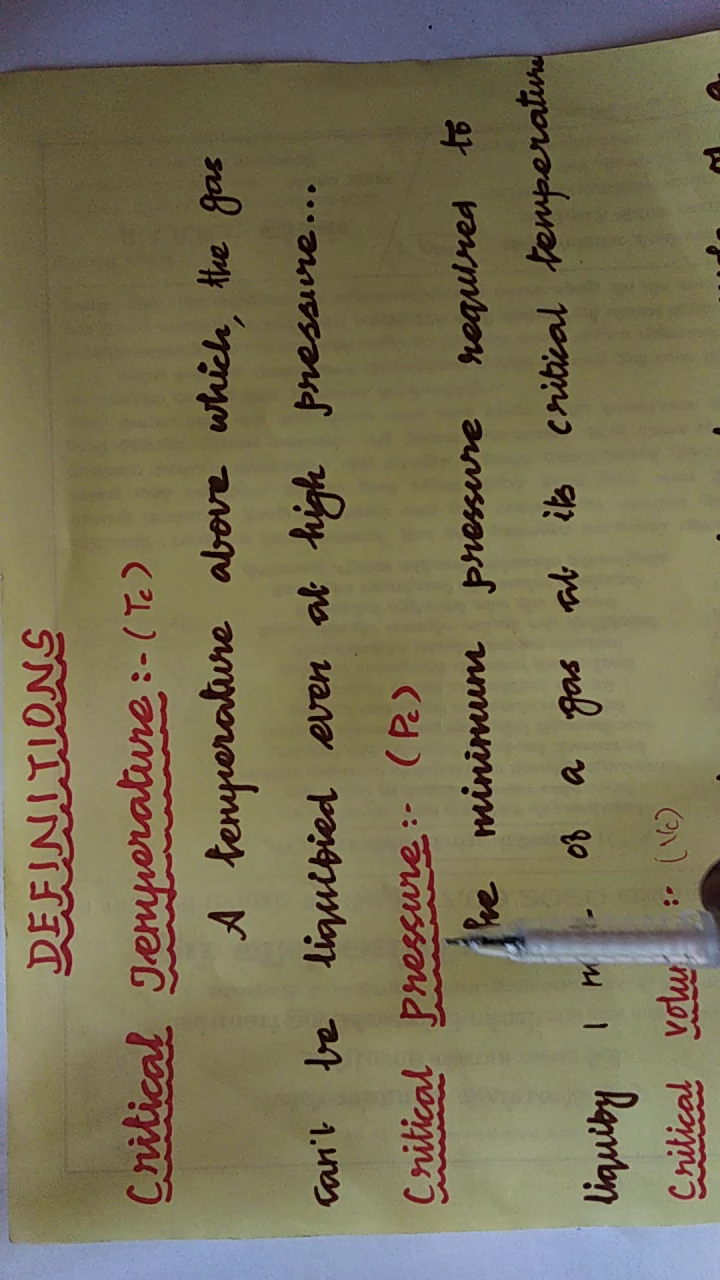 DEFINITIONS
Critical Temperature :- (Tc)
A temperature above which, the gas
can't be liquified even at high pressure...
Critical Pressure :- (Pc)
minimum pressure required to
liquify 1 of a gas at its critical temperature
Critical :- (Vc)